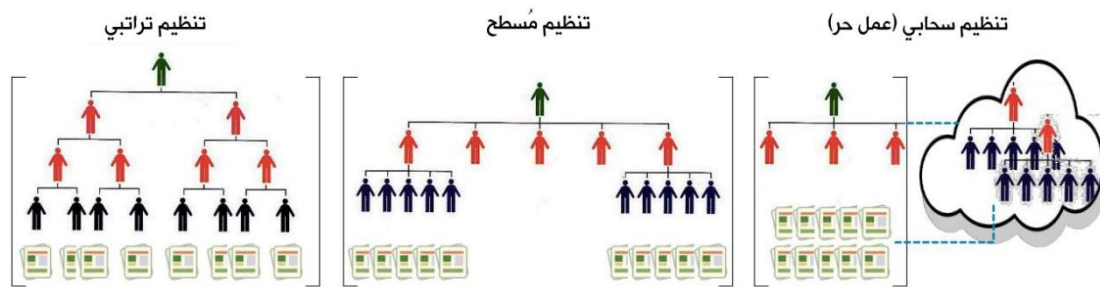 تنظيم سحابي (عمل حر)
تنظيم مُسطح
تنظيم تراتبي